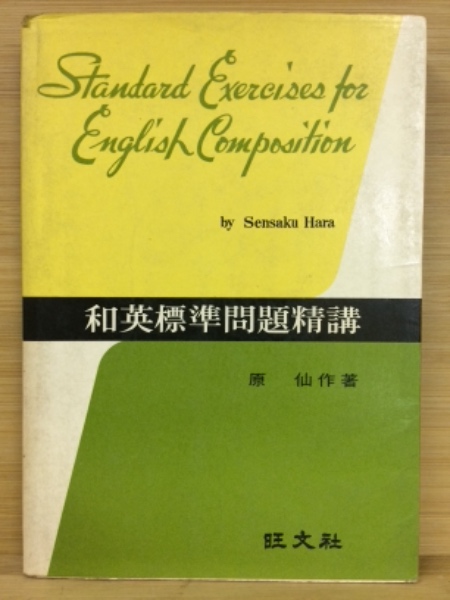 Standard Exercises for
English Composition
by Sensaku Hara
和英標準問題精講
原 仙作著
旺文社